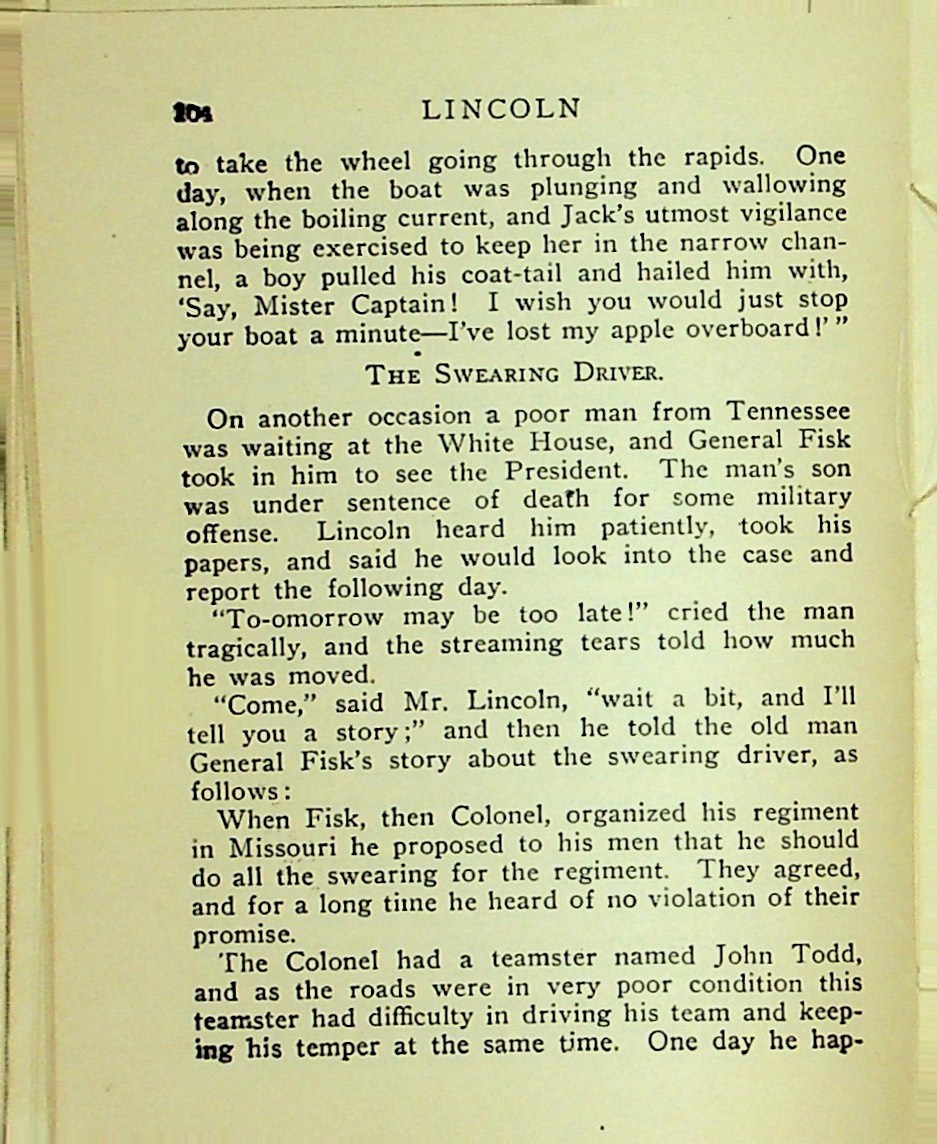 204 LINCOLN
to take the wheel going through the rapids. One
day, when the boat was plunging and wallowing
along the boiling current, and Jack's utmost vigilance
was being exercised to keep her in the narrow chan-
nel, a boy pulled his coat-tail and hailed him with,
‘Say, Mister Captain! I wish you would just stop
your boat a minute—I've lost my apple overboard!’ ”
THE SWEARING DRIVER.
On another occasion a poor man from Tennessee
was waiting at the White House, and General Fisk
took in him to see the President. The man's son
was under sentence of death for some military
offense. Lincoln heard him patiently, took his
papers, and said he would look into the case and
report the following day.
“To-omorrow may be too late!” cried the man
tragically, and the streaming tears told how much
he was moved.
“Come,” said Mr. Lincoln, “wait a bit, and I'll
tell you a story;” and then he told the old man
General Fisk's story about the swearing driver, as
follows:
When Fisk, then Colonel, organized his regiment
in Missouri he proposed to his men that he should
do all the swearing for the regiment. They agreed,
and for a long time he heard of no violation of their
promise.
The Colonel had a teamster named John Todd,
and as the roads were in very poor condition this
teamster had difficulty in driving his team and keep-
ing his temper at the same time. One day he hap-